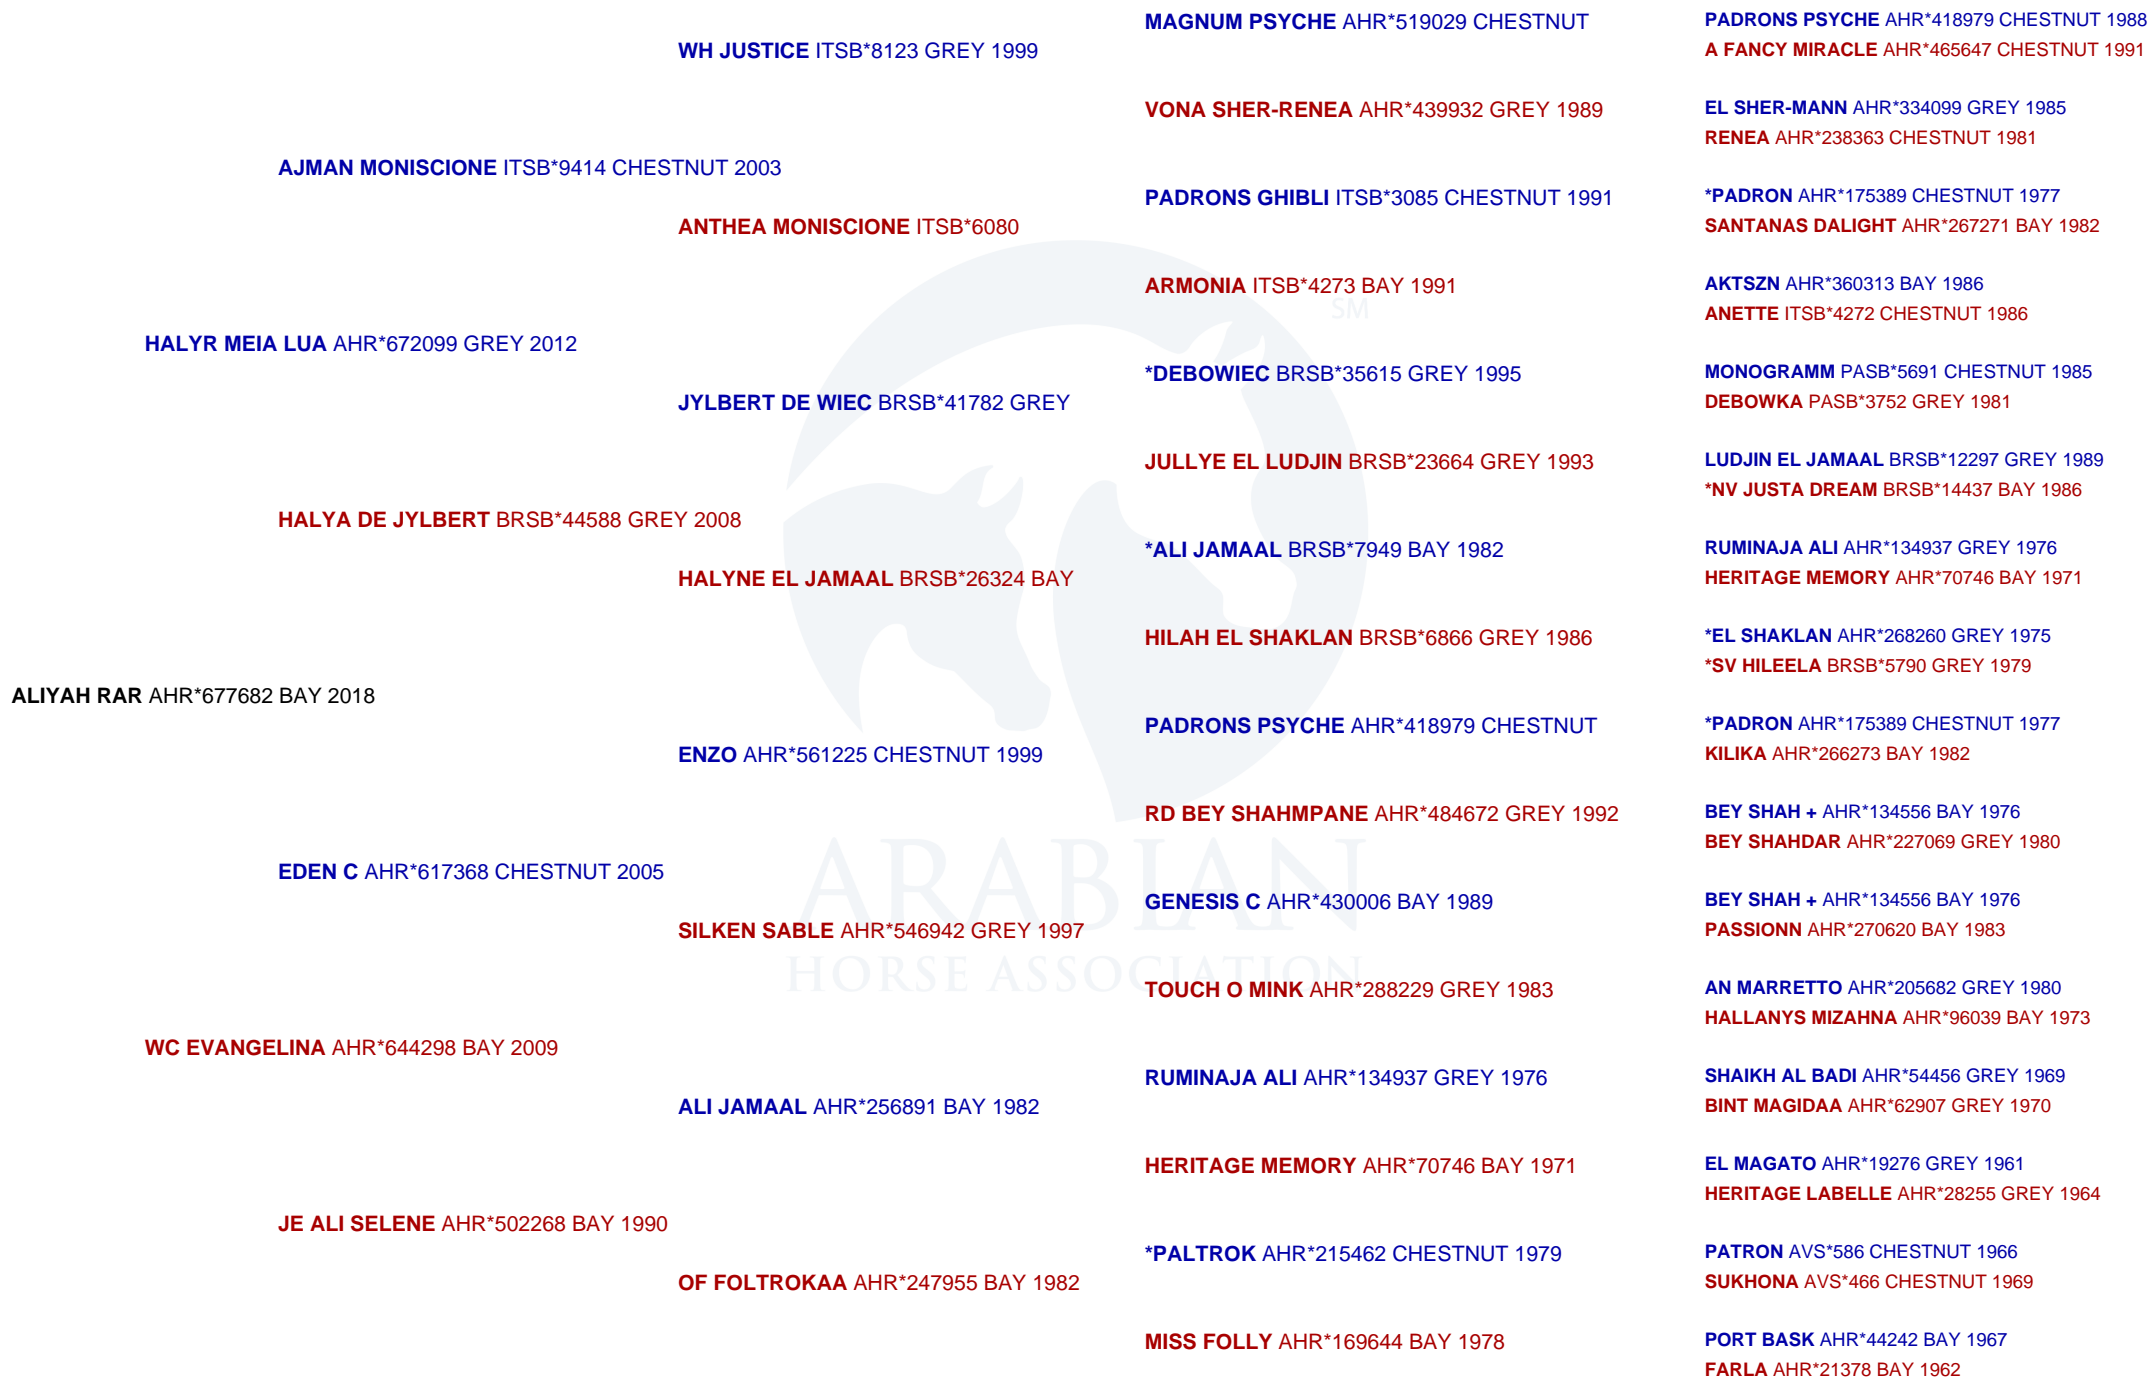 MAGNUM PSYCHE AHR*519029 CHESTNUT
PADRONS PSYCHE AHR*418979 CHESTNUT 1988
WH JUSTICE ITSB*8123 GREY 1999
A FANCY MIRACLE AHR*465647 CHESTNUT 1991
VONA SHER-RENEA AHR*439932 GREY 1989
EL SHER-MANN AHR*334099 GREY 1985
RENEA AHR*238363 CHESTNUT 1981
AJMAN MONISCIONE ITSB*9414 CHESTNUT 2003
PADRONS GHIBLI ITSB*3085 CHESTNUT 1991
*PADRON AHR*175389 CHESTNUT 1977
ANTHEA MONISCIONE ITSB*6080
SANTANAS DALIGHT AHR*267271 BAY 1982
ARMONIA ITSB*4273 BAY 1991
AKTSZN AHR*360313 BAY 1986
SM
ANETTE ITSB*4272 CHESTNUT 1986
HALYR MEIA LUA AHR*672099 GREY 2012
*DEBOWIEC BRSB*35615 GREY 1995
MONOGRAMM PASB*5691 CHESTNUT 1985
JYLBERT DE WIEC BRSB*41782 GREY
DEBOWKA PASB*3752 GREY 1981
JULLYE EL LUDJIN BRSB*23664 GREY 1993
LUDJIN EL JAMAAL BRSB*12297 GREY 1989
*NV JUSTA DREAM BRSB*14437 BAY 1986
HALYA DE JYLBERT BRSB*44588 GREY 2008
*ALI JAMAAL BRSB*7949 BAY 1982
RUMINAJA ALI AHR*134937 GREY 1976
HALYNE EL JAMAAL BRSB*26324 BAY
HERITAGE MEMORY AHR*70746 BAY 1971
HILAH EL SHAKLAN BRSB*6866 GREY 1986
*EL SHAKLAN AHR*268260 GREY 1975
*SV HILEELA BRSB*5790 GREY 1979
ALIYAH RAR AHR*677682 BAY 2018
PADRONS PSYCHE AHR*418979 CHESTNUT
*PADRON AHR*175389 CHESTNUT 1977
ENZO AHR*561225 CHESTNUT 1999
KILIKA AHR*266273 BAY 1982
RD BEY SHAHMPANE AHR*484672 GREY 1992
BEY SHAH + AHR*134556 BAY 1976
BEY SHAHDAR AHR*227069 GREY 1980
EDEN C AHR*617368 CHESTNUT 2005
ARABIAN
GENESIS C AHR*430006 BAY 1989
BEY SHAH + AHR*134556 BAY 1976
SILKEN SABLE AHR*546942 GREY 1997
PASSIONN AHR*270620 BAY 1983
HORSE ASSOCIATION
TOUCH O MINK AHR*288229 GREY 1983
AN MARRETTO AHR*205682 GREY 1980
HALLANYS MIZAHNA AHR*96039 BAY 1973
WC EVANGELINA AHR*644298 BAY 2009
RUMINAJA ALI AHR*134937 GREY 1976
SHAIKH AL BADI AHR*54456 GREY 1969
ALI JAMAAL AHR*256891 BAY 1982
BINT MAGIDAA AHR*62907 GREY 1970
HERITAGE MEMORY AHR*70746 BAY 1971
EL MAGATO AHR*19276 GREY 1961
HERITAGE LABELLE AHR*28255 GREY 1964
JE ALI SELENE AHR*502268 BAY 1990
*PALTROK AHR*215462 CHESTNUT 1979
PATRON AVS*586 CHESTNUT 1966
OF FOLTROKAA AHR*247955 BAY 1982
SUKHONA AVS*466 CHESTNUT 1969
MISS FOLLY AHR*169644 BAY 1978
PORT BASK AHR*44242 BAY 1967
FARLA AHR*21378 BAY 1962